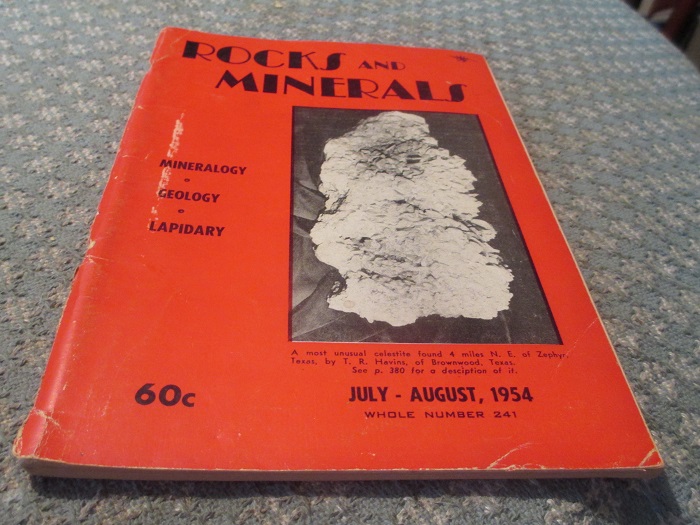 ROCKS AND
MINERALS
MINERALOGY
GEOLOGY
LAPIDARY
A most unusual celestite found 4 miles N. E. of Zephyr,
Texas, by T. R. Havins, of Brownwood, Texas.
See p. 380 for a desciption of it.
60c
JULY - AUGUST, 1954
WHOLE NUMBER 241